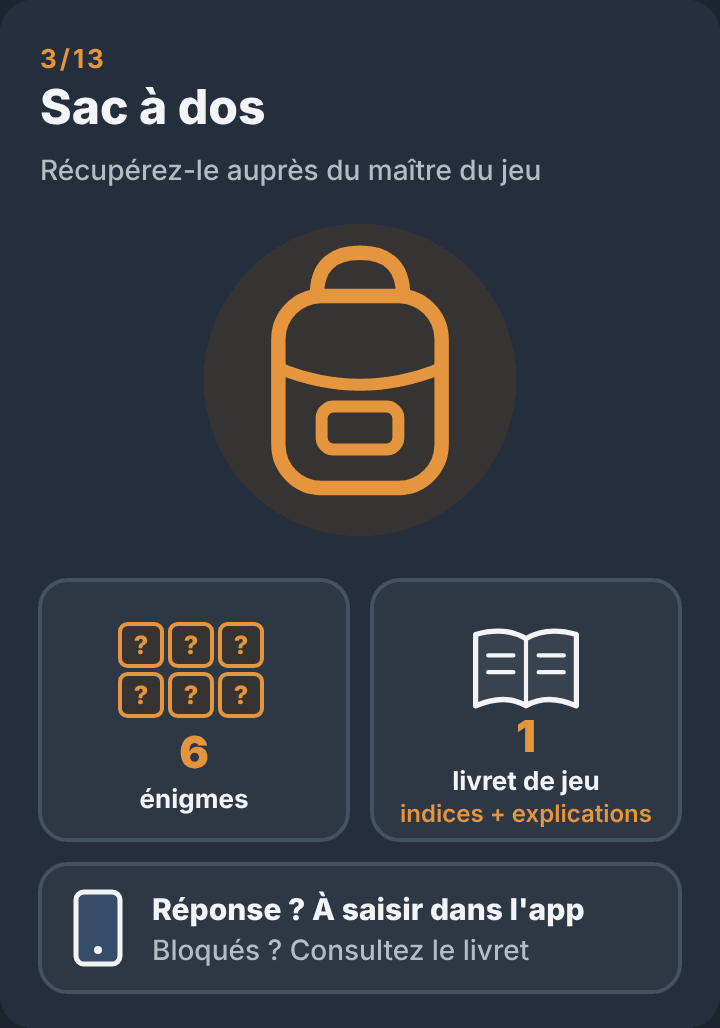 3/13
Sac à dos
Récupérez-le auprès du maître du jeu
? ? ?
? ? ?
6
énigmes
1
livret de jeu
indices + explications
Réponse ? À saisir dans l'app
Bloqués ? Consultez le livret